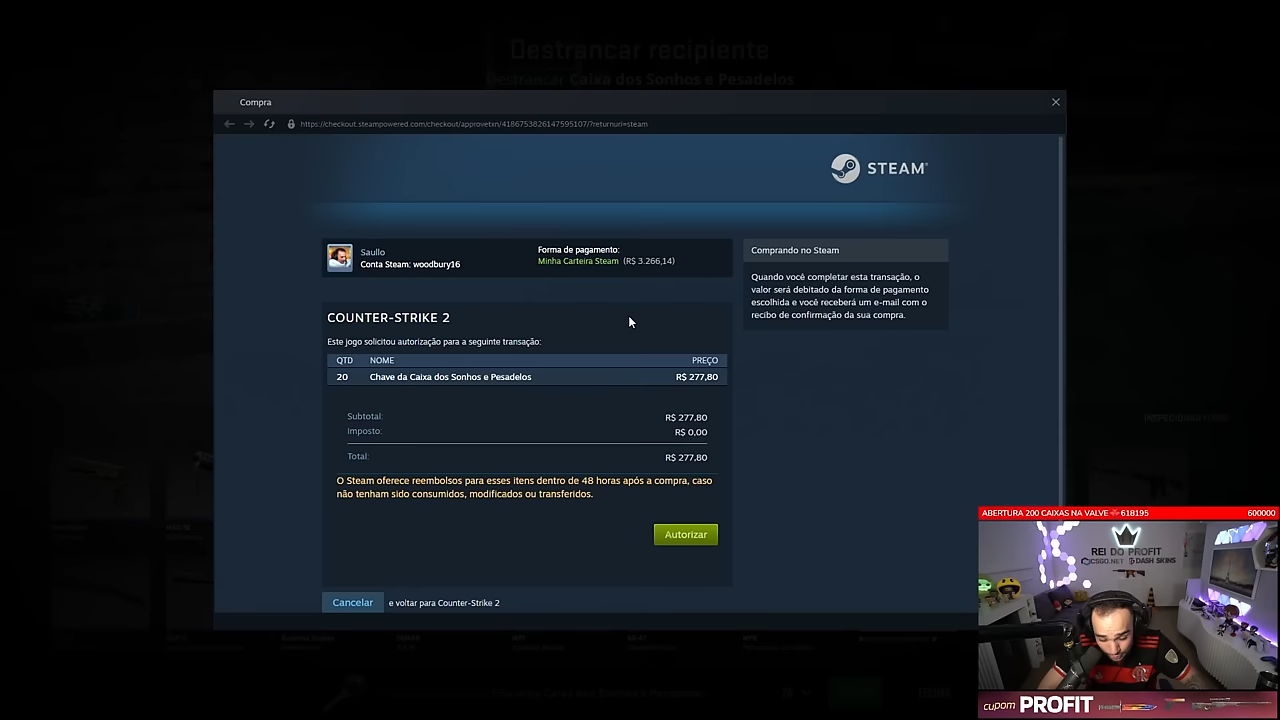 Destrancar recipiente
Destrancar Caixa dos Sonhos e Pesadelos
Compra
https://checkout.steampowered.com/checkout/approvetxn/4186753826147595107/?returnurl=steam
STEAM
Saullo
Conta Steam: woodbury16
Forma de pagamento:
Minha Carteira Steam (R$ 3.266,14)
Comprando no Steam
Quando você completar esta transação, o
valor será debitado da forma de pagamento
escolhida e você receberá um e-mail com o
recibo de confirmação da sua compra.
COUNTER-STRIKE 2
Este jogo solicitou autorização para a seguinte transação:
QTD NOME PREÇO
20 Chave da Caixa dos Sonhos e Pesadelos R$ 277,80
Subtotal: R$ 277,80
Imposto: R$ 0,00
Total: R$ 277,80
O Steam oferece reembolsos para esses itens dentro de 48 horas após a compra, caso
não tenham sido consumidos, modificados ou transferidos.
Autorizar
Cancelar e voltar para Counter-Strike 2
ABERTURA 200 CAIXAS NA VALVE 618195 600000
REI DO PROFIT
CSGO.NET DASH SKINS
cupom PROFIT